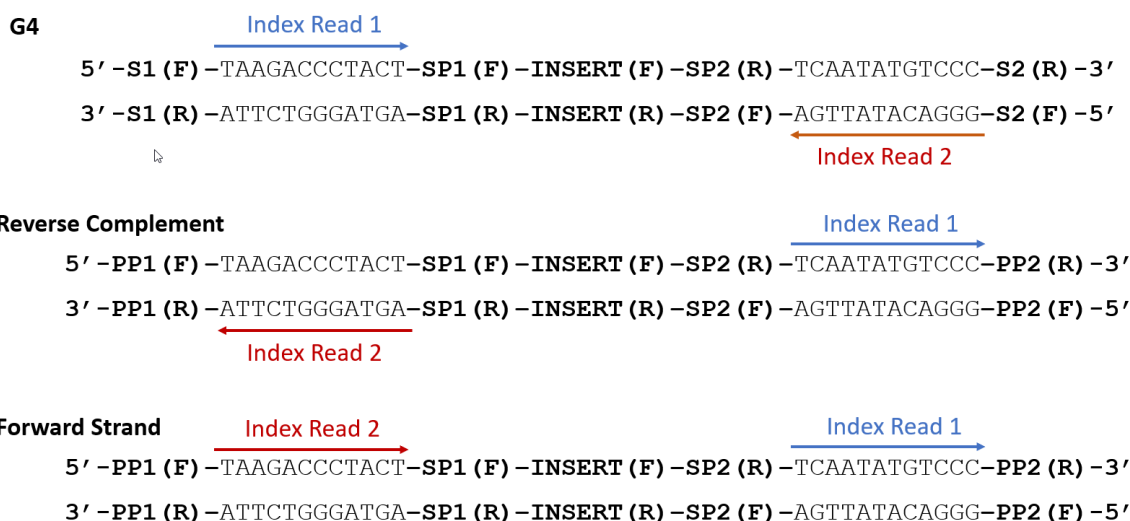 G4
Index Read 1
5’-S1(F)-TAAGACCCTACT-SP1(F)-INSERT(F)-SP2(R)-TCAATATGTCCC-S2(R)-3’
3’-S1(R)-ATTCTGGGATGA-SP1(R)-INSERT(R)-SP2(F)-AGTTATACAGGG-S2(F)-5’
Index Read 2
Reverse Complement
Index Read 1
5’-PP1(F)-TAAGACCCTACT-SP1(F)-INSERT(F)-SP2(R)-TCAATATGTCCC-PP2(R)-3’
3’-PP1(R)-ATTCTGGGATGA-SP1(R)-INSERT(R)-SP2(F)-AGTTATACAGGG-PP2(F)-5’
Index Read 2
Forward Strand
Index Read 2
Index Read 1
5’-PP1(F)-TAAGACCCTACT-SP1(F)-INSERT(F)-SP2(R)-TCAATATGTCCC-PP2(R)-3’
3’-PP1(R)-ATTCTGGGATGA-SP1(R)-INSERT(R)-SP2(F)-AGTTATACAGGG-PP2(F)-5’